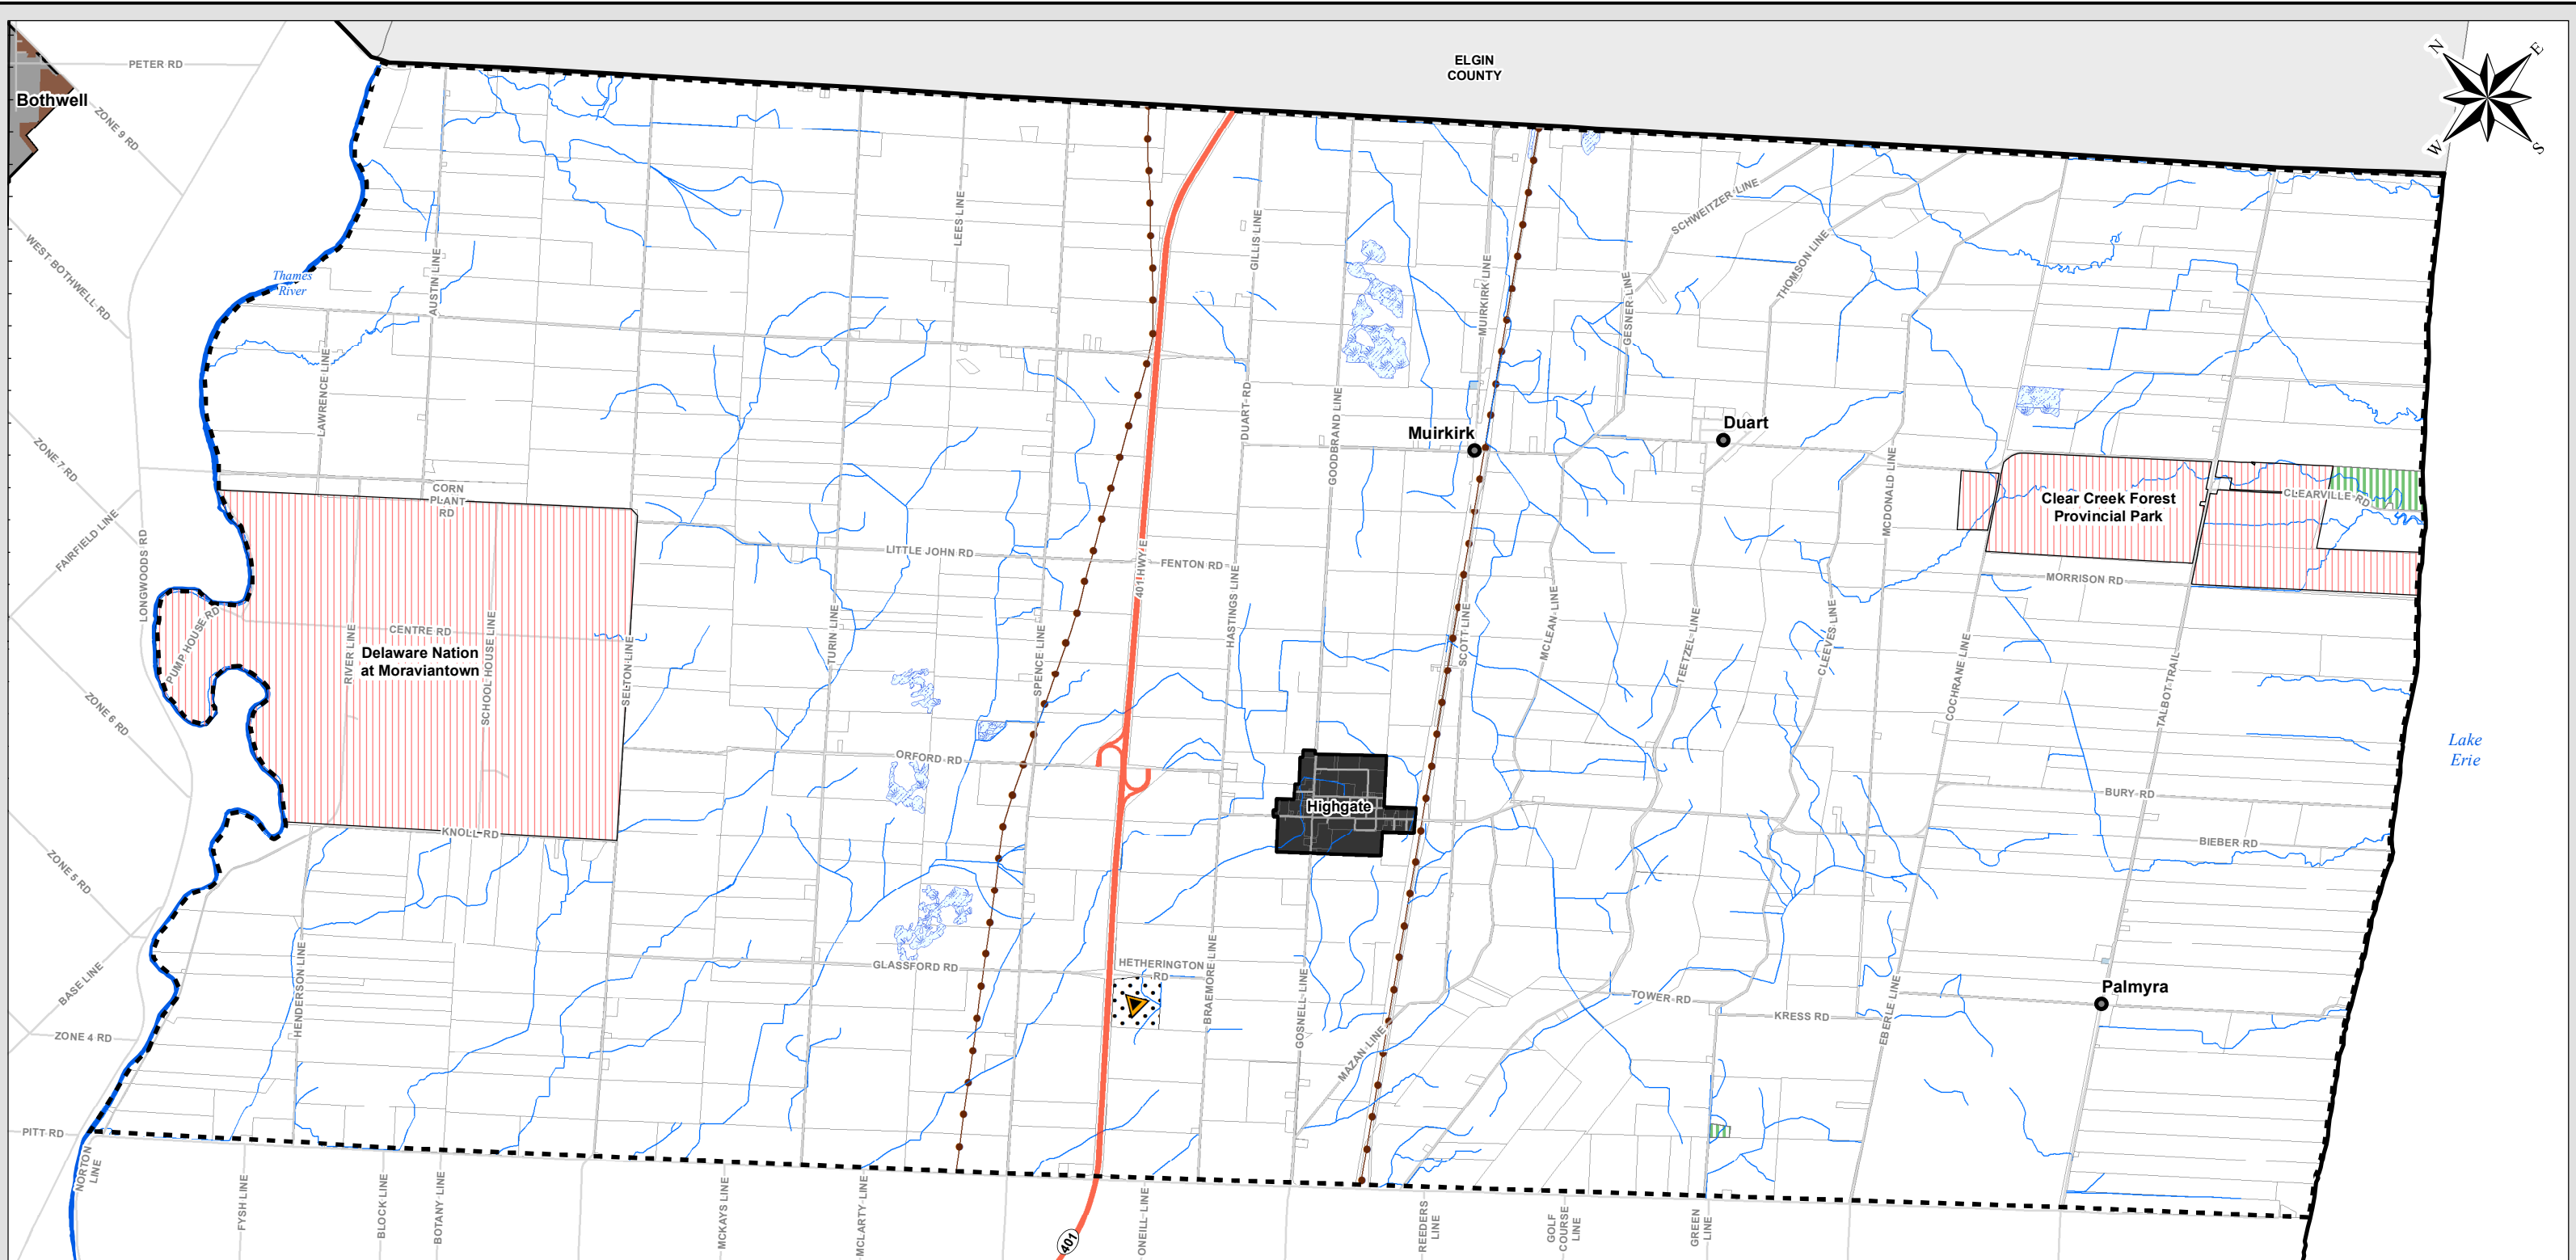 ELGIN
COUNTY
N
E
W
S
PETER RD
Bothwell
ZONE 9 RD
WEST BOTHWELL RD
Thames
River
AUSTIN LINE
LEES LINE
GILLIS LINE
SCHWEITZER LINE
THOMSON LINE
MUIRKIRK LINE
GESNER LINE
LAWRENCE LINE
DUART RD
GOODBRAND LINE
Muirkirk
Duart
ZONE 7 RD
CORN
PLANT
RD
MCDONALD LINE
Clear Creek Forest
Provincial Park
CLEARVILLE RD
FAIRFIELD LINE
LONGWOODS RD
LITTLE JOHN RD
401 HWY E
FENTON RD
MORRISON RD
PUMP HOUSE RD
CENTRE RD
RIVER LINE
SCHOOL HOUSE LINE
Delaware Nation
at Moraviantown
SELTON LINE
TURIN LINE
SPENCE LINE
HASTINGS LINE
SCOTT LINE
MCLEAN LINE
TEETZEL LINE
CLEEVES LINE
COCHRANE LINE
TALBOT TRAIL
ZONE 6 RD
ORFORD RD
Lake
Erie
Highgate
BURY RD
KNOLL RD
BIEBER RD
ZONE 5 RD
BASE LINE
HENDERSON LINE
GLASSFORD RD
HETHERINGTON
RD
BRAEMORE LINE
GOSNELL LINE
TOWER RD
KRESS RD
EBERLE LINE
Palmyra
ZONE 4 RD
MAZAN LINE
PITT RD
NORTON
LINE
FYSH LINE
BLOCK LINE
BOTANY LINE
MCKAYS LINE
MCLARTY LINE
401
ONEILL LINE
REEDERS
LINE
GOLF
COURSE
LINE
GREEN
LINE